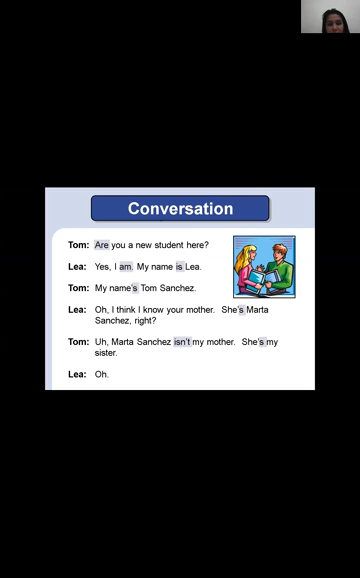 Conversation
Tom: Are you a new student here?
Lea: Yes, I am. My name is Lea.
Tom: My name's Tom Sanchez.
Lea: Oh, I think I know your mother. She's Marta
Sanchez, right?
Tom: Uh, Marta Sanchez isn't my mother. She's my
sister.
Lea: Oh.